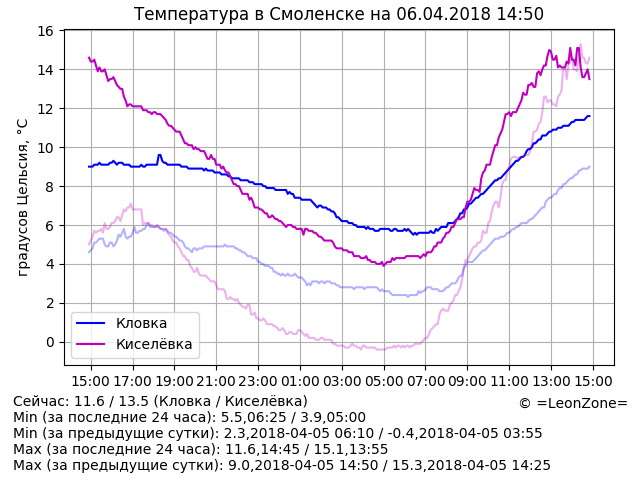 Температура в Смоленске на 06.04.2018 14:50
16
14
12
10
8
6
4
2
0
градусов Цельсия, °C
Кловка
Киселёвка
15:00 17:00 19:00 21:00 23:00 01:00 03:00 05:00 07:00 09:00 11:00 13:00 15:00
Сейчас: 11.6 / 13.5 (Кловка / Киселёвка)
© =LeonZone=
Min (за последние 24 часа): 5.5,06:25 / 3.9,05:00
Min (за предыдущие сутки): 2.3,2018-04-05 06:10 / -0.4,2018-04-05 03:55
Max (за последние 24 часа): 11.6,14:45 / 15.1,13:55
Max (за предыдущие сутки): 9.0,2018-04-05 14:50 / 15.3,2018-04-05 14:25